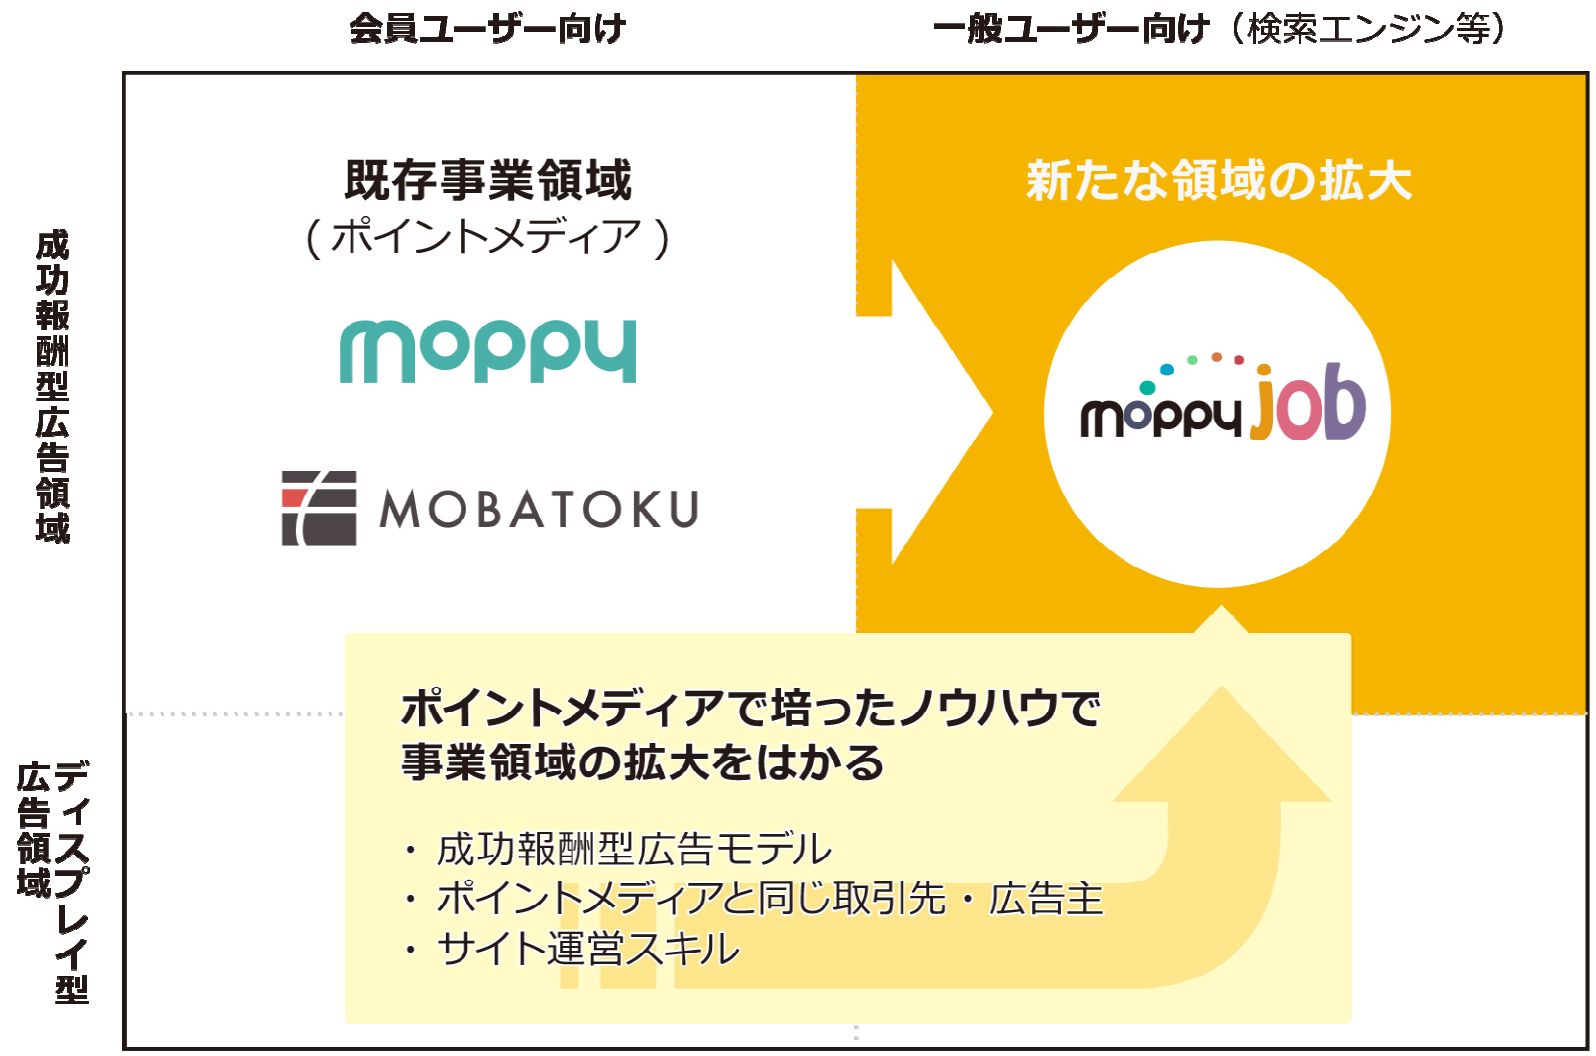 会員ユーザー向け
一般ユーザー向け（検索エンジン等）
成功報酬型広告領域
既存事業領域
(ポイントメディア)
moppy
MOBATOKU
新たな領域の拡大
moppy job
ディスプレイ型
広告領域
ポイントメディアで培ったノウハウで
事業領域の拡大をはかる
・成功報酬型広告モデル
・ポイントメディアと同じ取引先・広告主
・サイト運営スキル